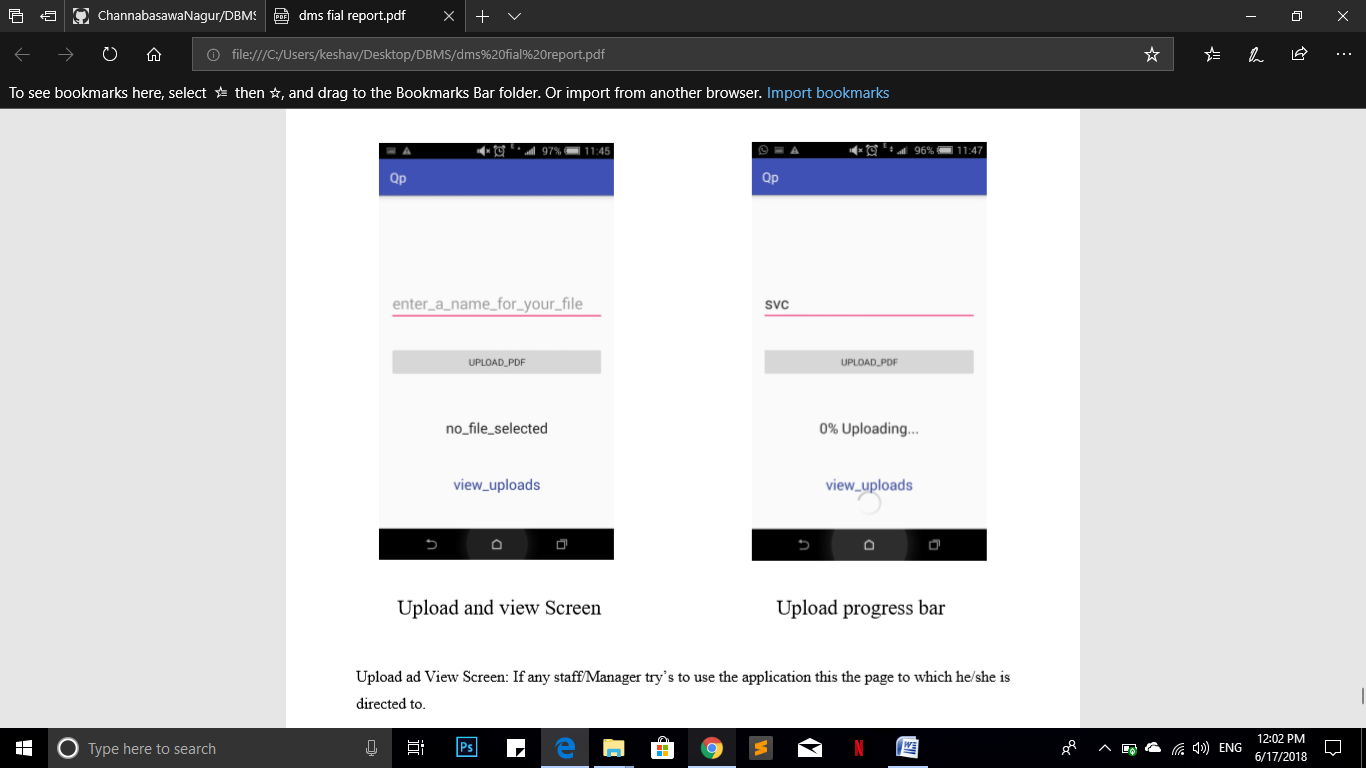 ChannabasawaNagur/DBMS
dms fial report.pdf
file:///C:/Users/keshav/Desktop/DBMS/dms%20fial%20report.pdf
To see bookmarks here, select then , and drag to the Bookmarks Bar folder. Or import from another browser. Import bookmarks
97% 11:45
Qp
enter_a_name_for_your_file
UPLOAD_PDF
no_file_selected
view_uploads
E 96% 11:47
Qp
svc
UPLOAD_PDF
0% Uploading...
view_uploads
Upload and view Screen
Upload progress bar
Upload ad View Screen: If any staff/Manager try's to use the application this the page to which he/she is
directed to.
Type here to search
Ps
N
W
ENG
12:02 PM
6/17/2018